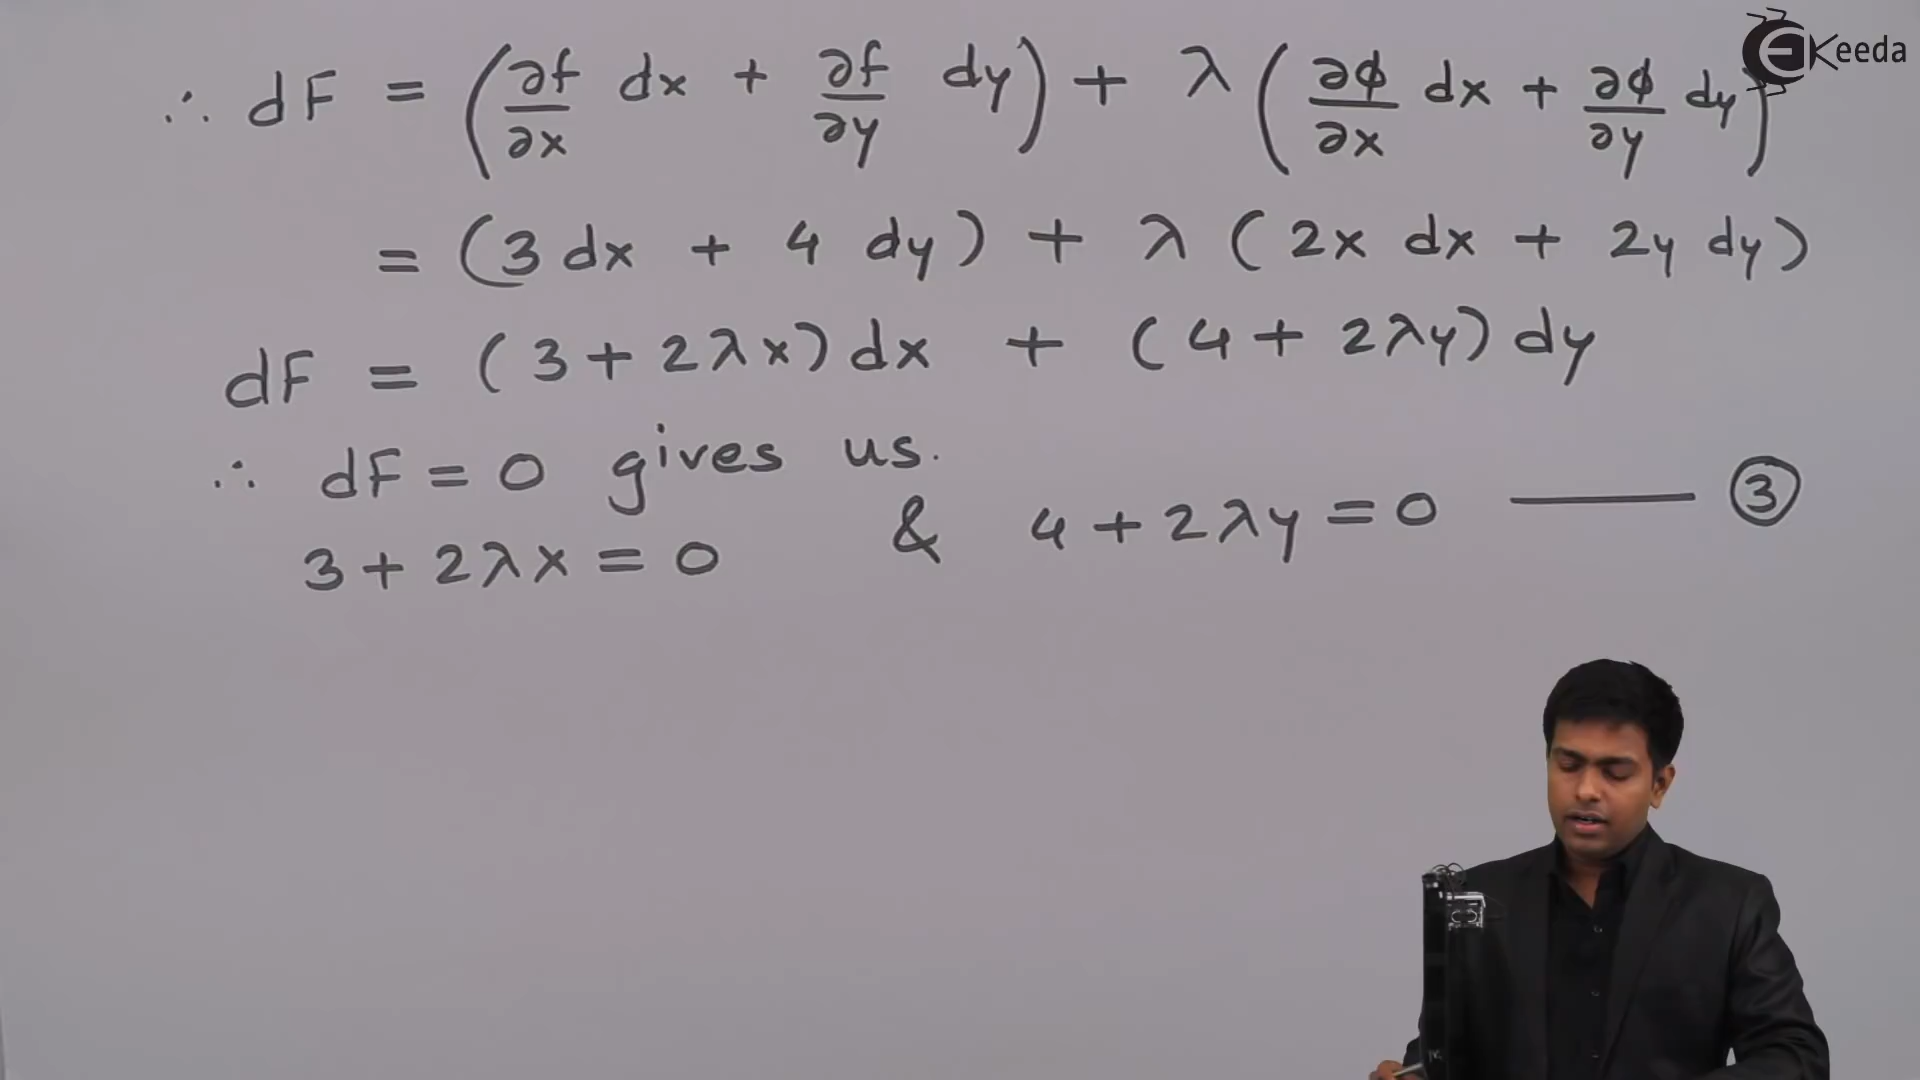 EKeeda
∴ dF = (∂f/∂x dx + ∂f/∂y dy) + λ (∂ϕ/∂x dx + ∂ϕ/∂y dy)
= (3 dx + 4 dy) + λ (2x dx + 2y dy)
dF = (3 + 2λx) dx + (4 + 2λy) dy
∴ dF = 0 gives us.
3 + 2λx = 0 & 4 + 2λy = 0 —— ③